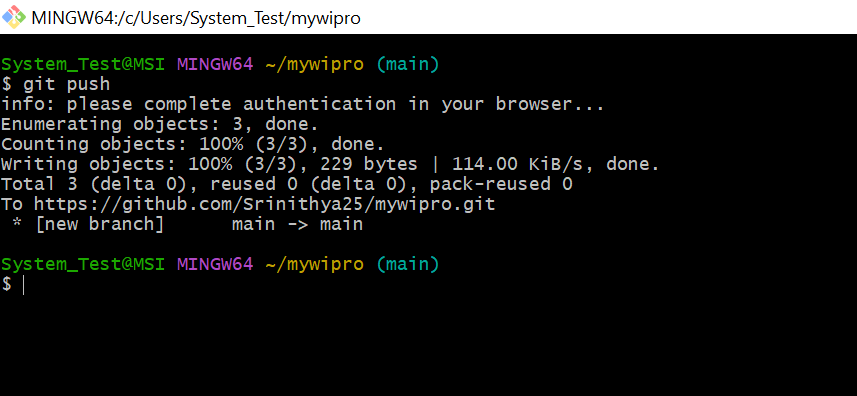 MINGW64:/c/Users/System_Test/mywipro
System_Test@MSI MINGW64 ~/mywipro (main)
$ git push
info: please complete authentication in your browser...
Enumerating objects: 3, done.
Counting objects: 100% (3/3), done.
Writing objects: 100% (3/3), 229 bytes | 114.00 KiB/s, done.
Total 3 (delta 0), reused 0 (delta 0), pack-reused 0
To https://github.com/Srinithya25/mywipro.git
 * [new branch]      main -> main
System_Test@MSI MINGW64 ~/mywipro (main)
$